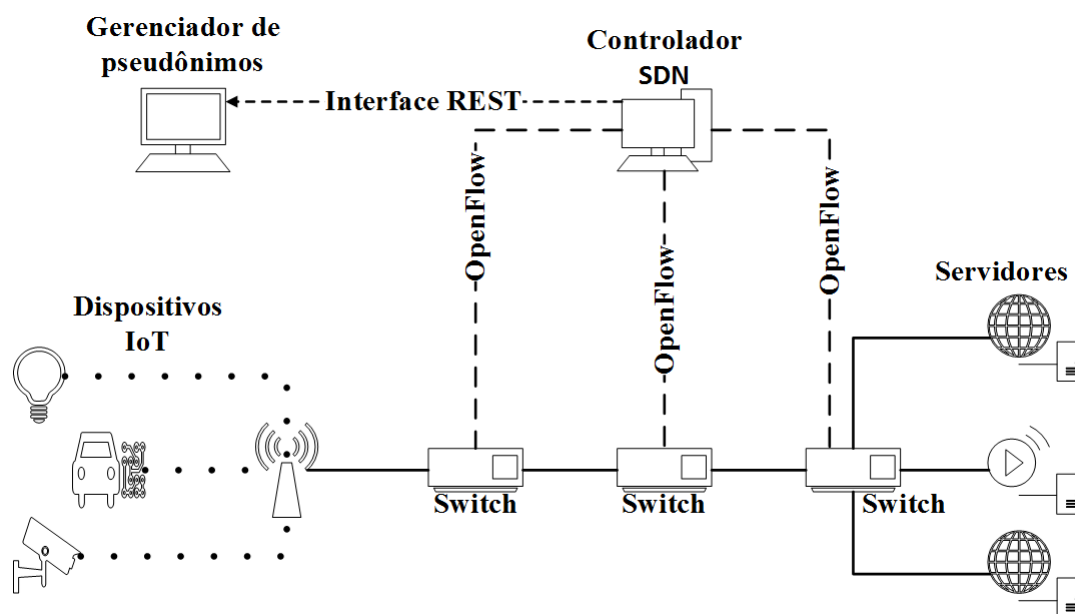 Gerenciador de
pseudônimos
Controlador
SDN
Interface REST
OpenFlow
OpenFlow
OpenFlow
Servidores
Dispositivos
IoT
Switch
Switch
Switch